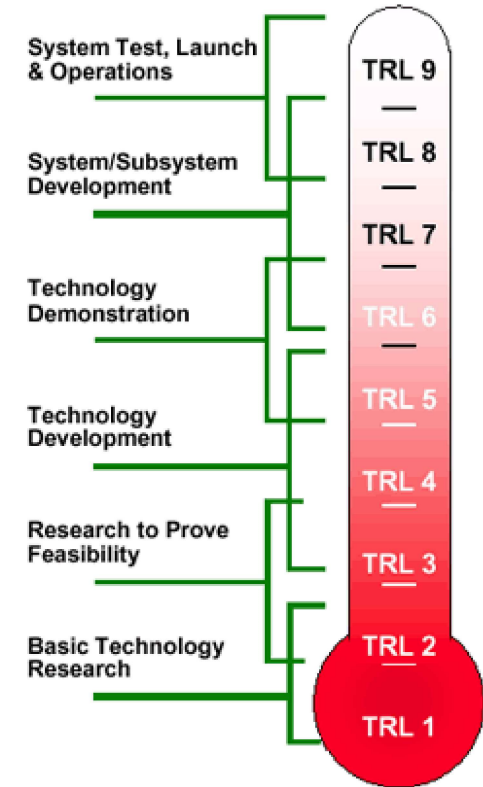 System Test, Launch
& Operations
System/Subsystem
Development
Technology
Demonstration
Technology
Development
Research to Prove
Feasibility
Basic Technology
Research
TRL 9
TRL 8
TRL 7
TRL 6
TRL 5
TRL 4
TRL 3
TRL 2
TRL 1